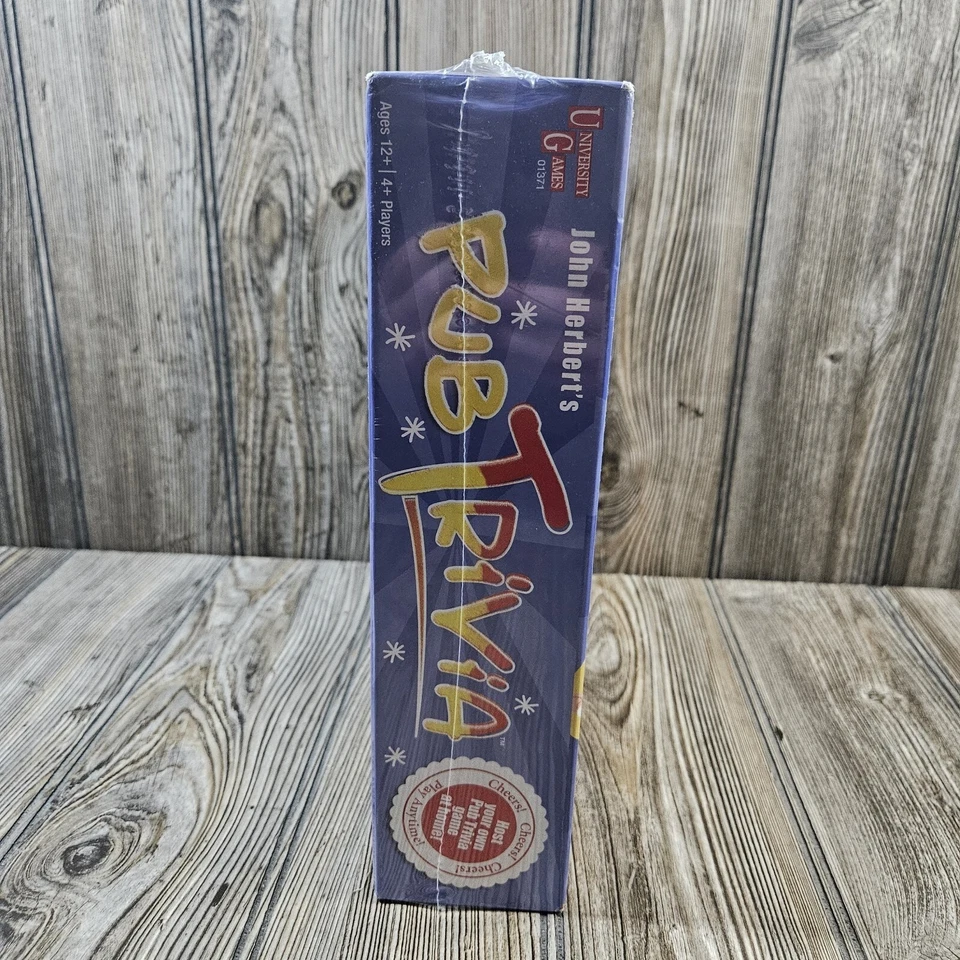 UNIVERSITY
GAMES
01371
John Herbert's
PUB TRiViA™
Ages 12+ | 4+ Players
Cheers! Cheers! Cheers!
Play Anytime!
Host
your own
Pub Trivia
game
at home!